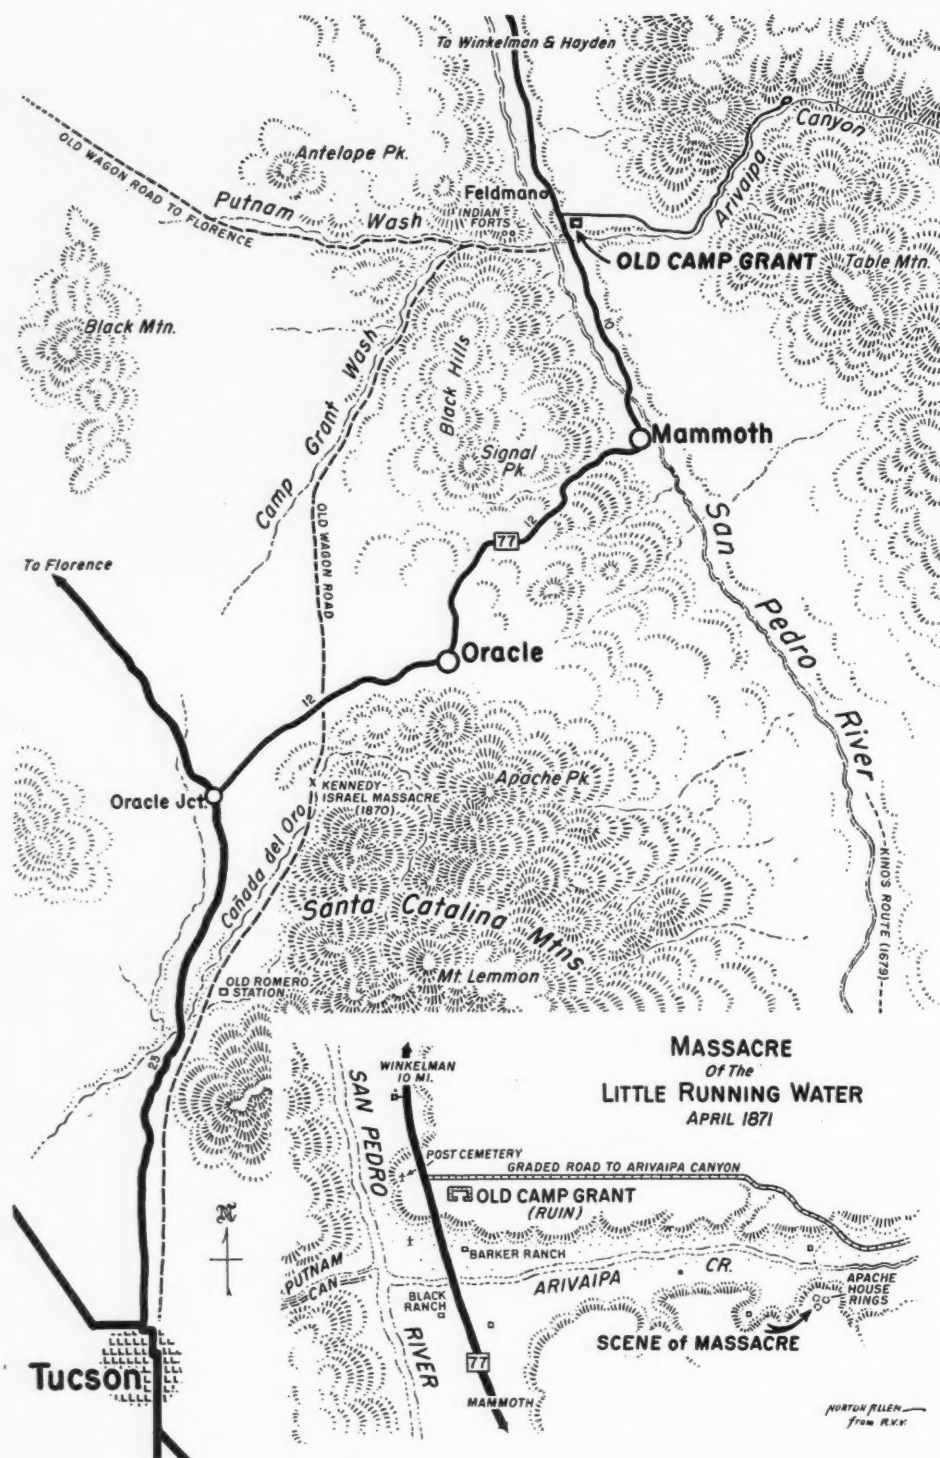 To Winkelman & Hayden
Canyon
Arivaipa
OLD WAGON ROAD TO FLORENCE
Antelope Pk.
Feldman
Putnam
Wash
INDIAN
FORTS
OLD CAMP GRANT
Table Mtn.
Black Mtn.
10
Camp Grant Wash
Black Hills
Mammoth
Signal
Pk.
12
77
OLD WAGON ROAD
San Pedro River
To Florence
Oracle
12
Apache Pk.
Oracle Jct.
KENNEDY-
ISRAEL MASSACRE
(1870)
Cañada del Oro
KINO'S ROUTE (1679)
Santa Catalina Mtns.
Mt. Lemmon
OLD ROMERO
STATION
23
N
Tucson
MASSACRE
Of The
LITTLE RUNNING WATER
APRIL 1871
WINKELMAN
10 MI.
SAN PEDRO
RIVER
POST CEMETERY
GRADED ROAD TO ARIVAIPA CANYON
OLD CAMP GRANT
(RUIN)
BARKER RANCH
PUTNAM
CAN.
ARIVAIPA
CR.
BLACK
RANCH
APACHE
HOUSE
RINGS
SCENE of MASSACRE
77
MAMMOTH
NORTON ALLEN
from R.V.V.